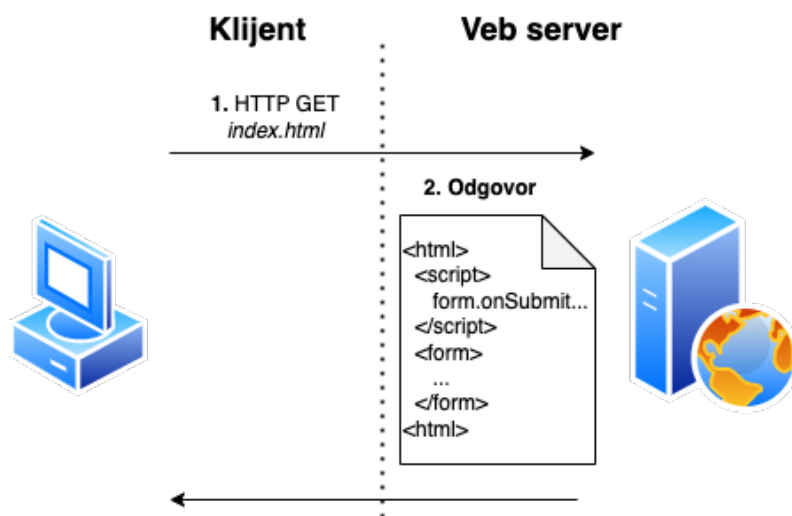 Klijent
Veb server
1. HTTP GET
index.html
2. Odgovor
<html>
<script>
form.onSubmit...
</script>
<form>
...
</form>
<html>